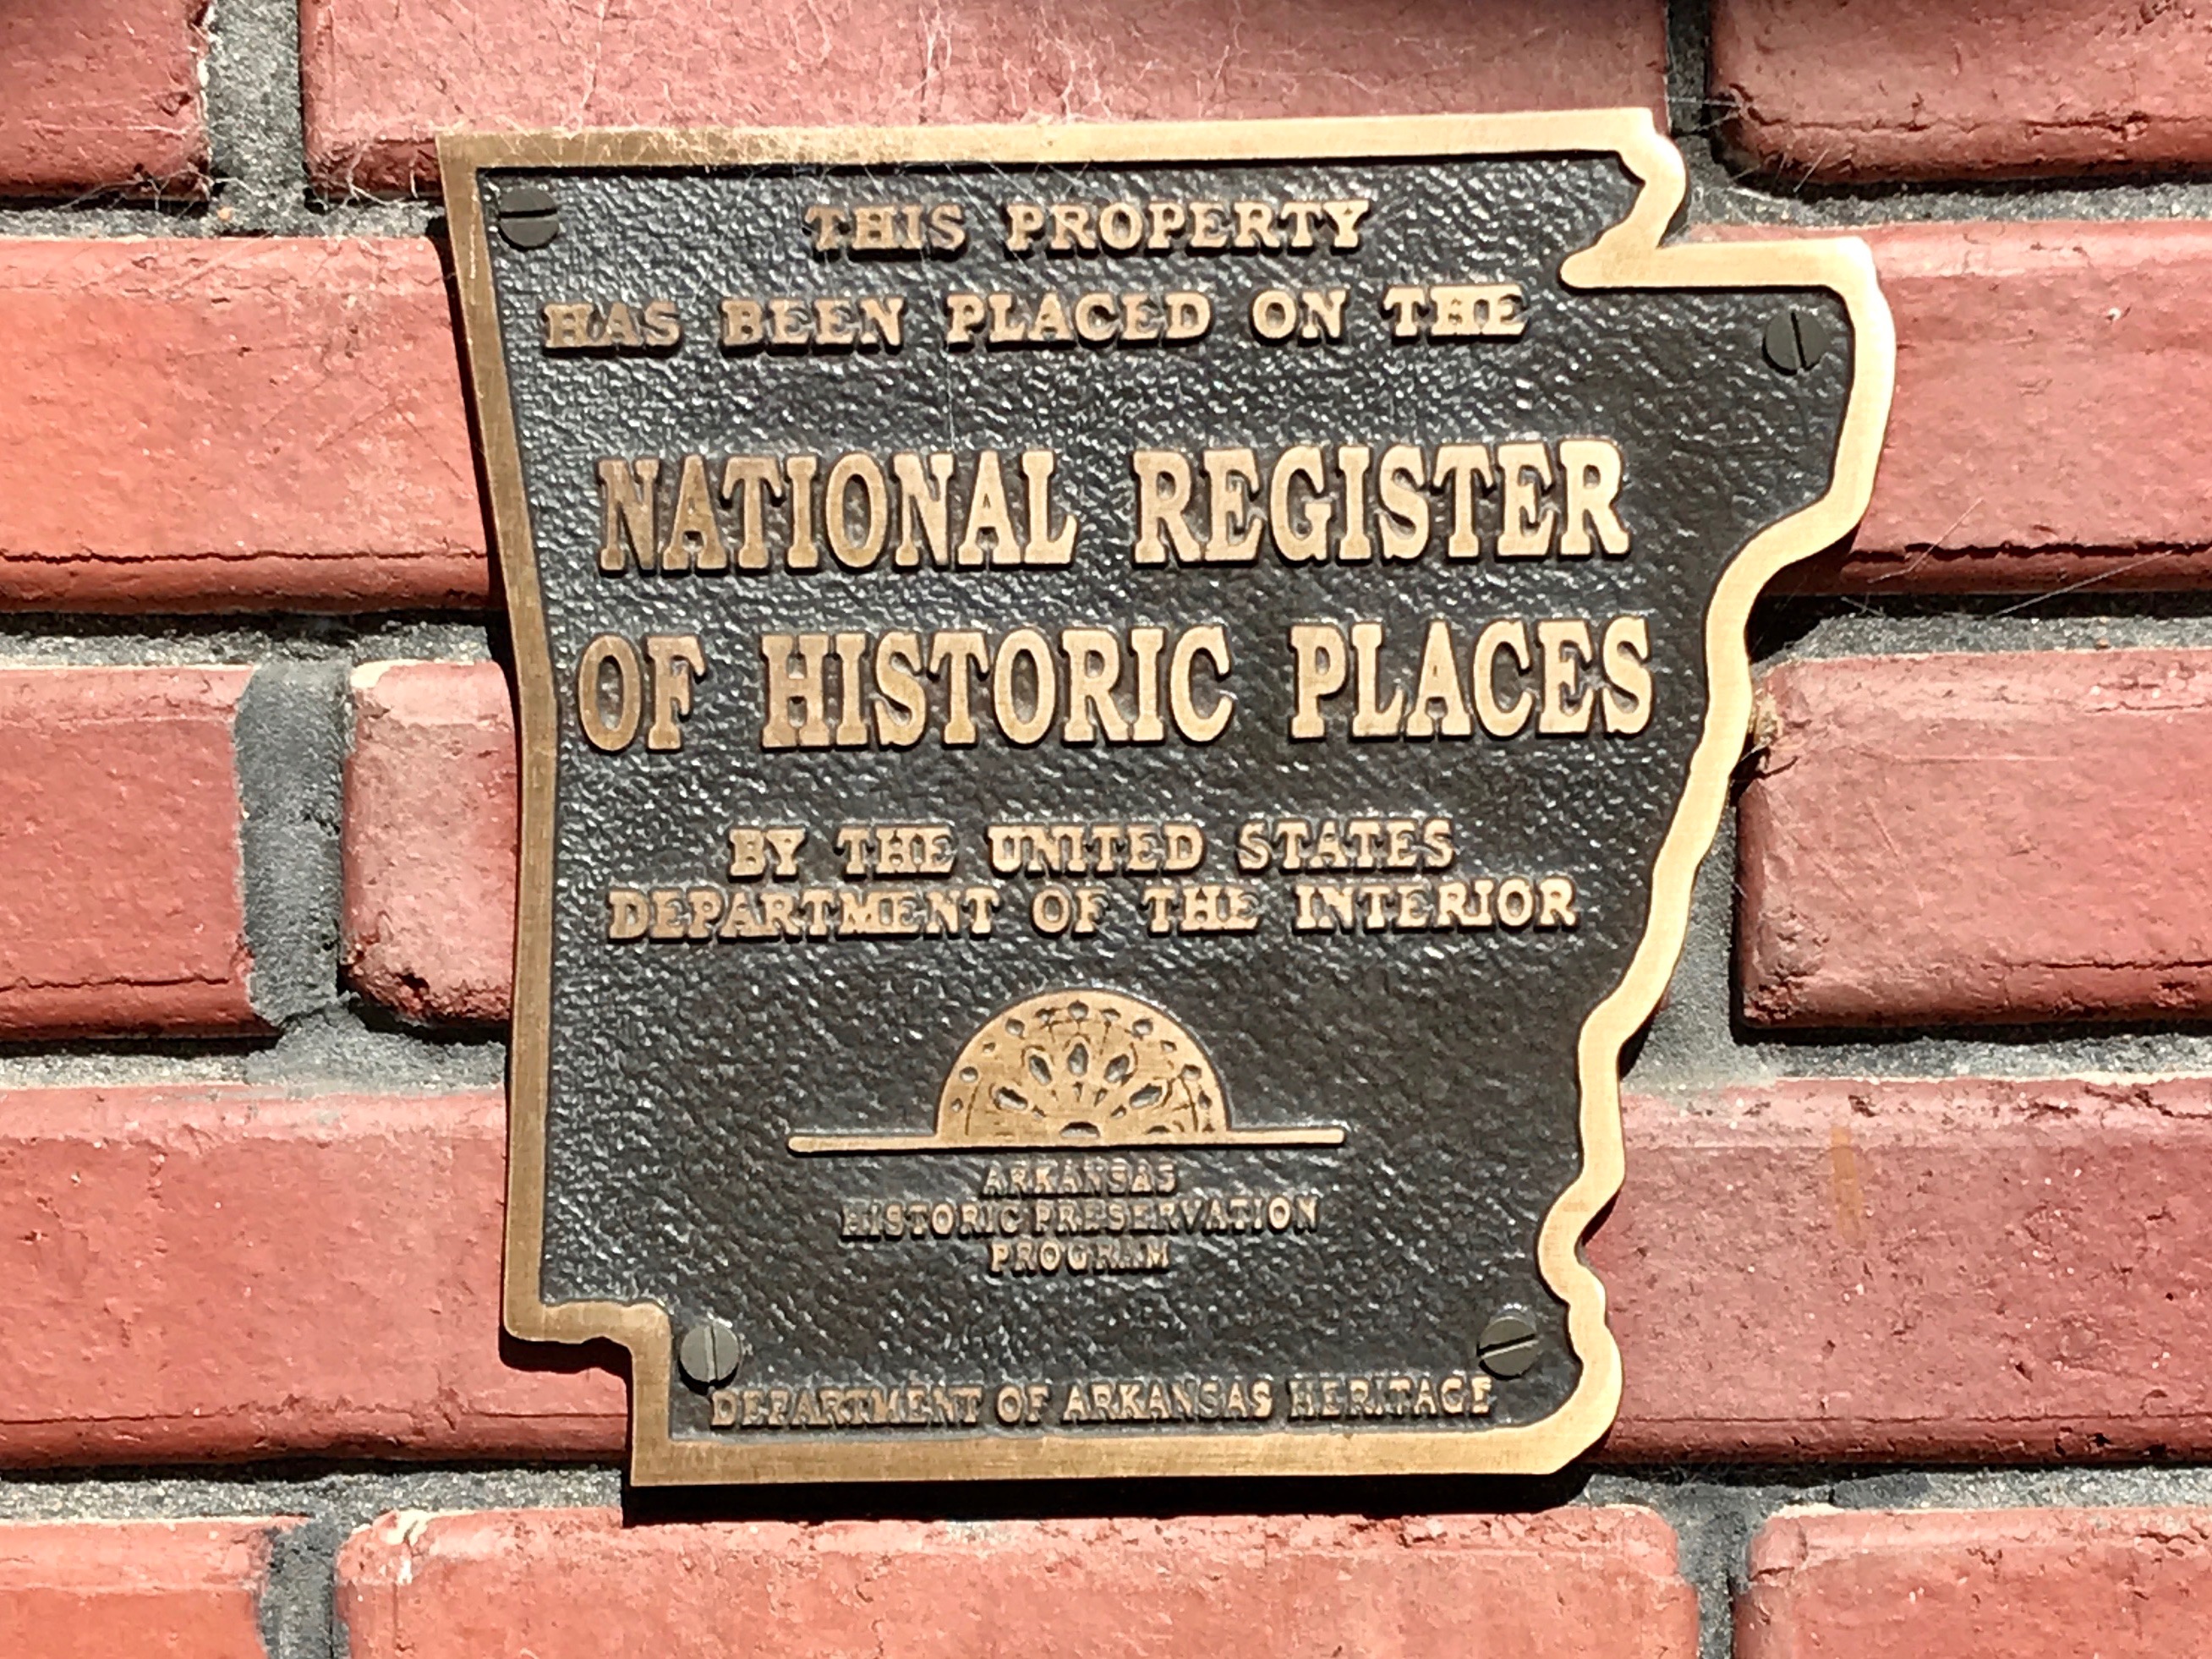 THIS PROPERTY
HAS BEEN PLACED ON THE
NATIONAL REGISTER
OF HISTORIC PLACES
BY THE UNITED STATES
DEPARTMENT OF THE INTERIOR
ARKANSAS
HISTORIC PRESERVATION
PROGRAM
DEPARTMENT OF ARKANSAS HERITAGE